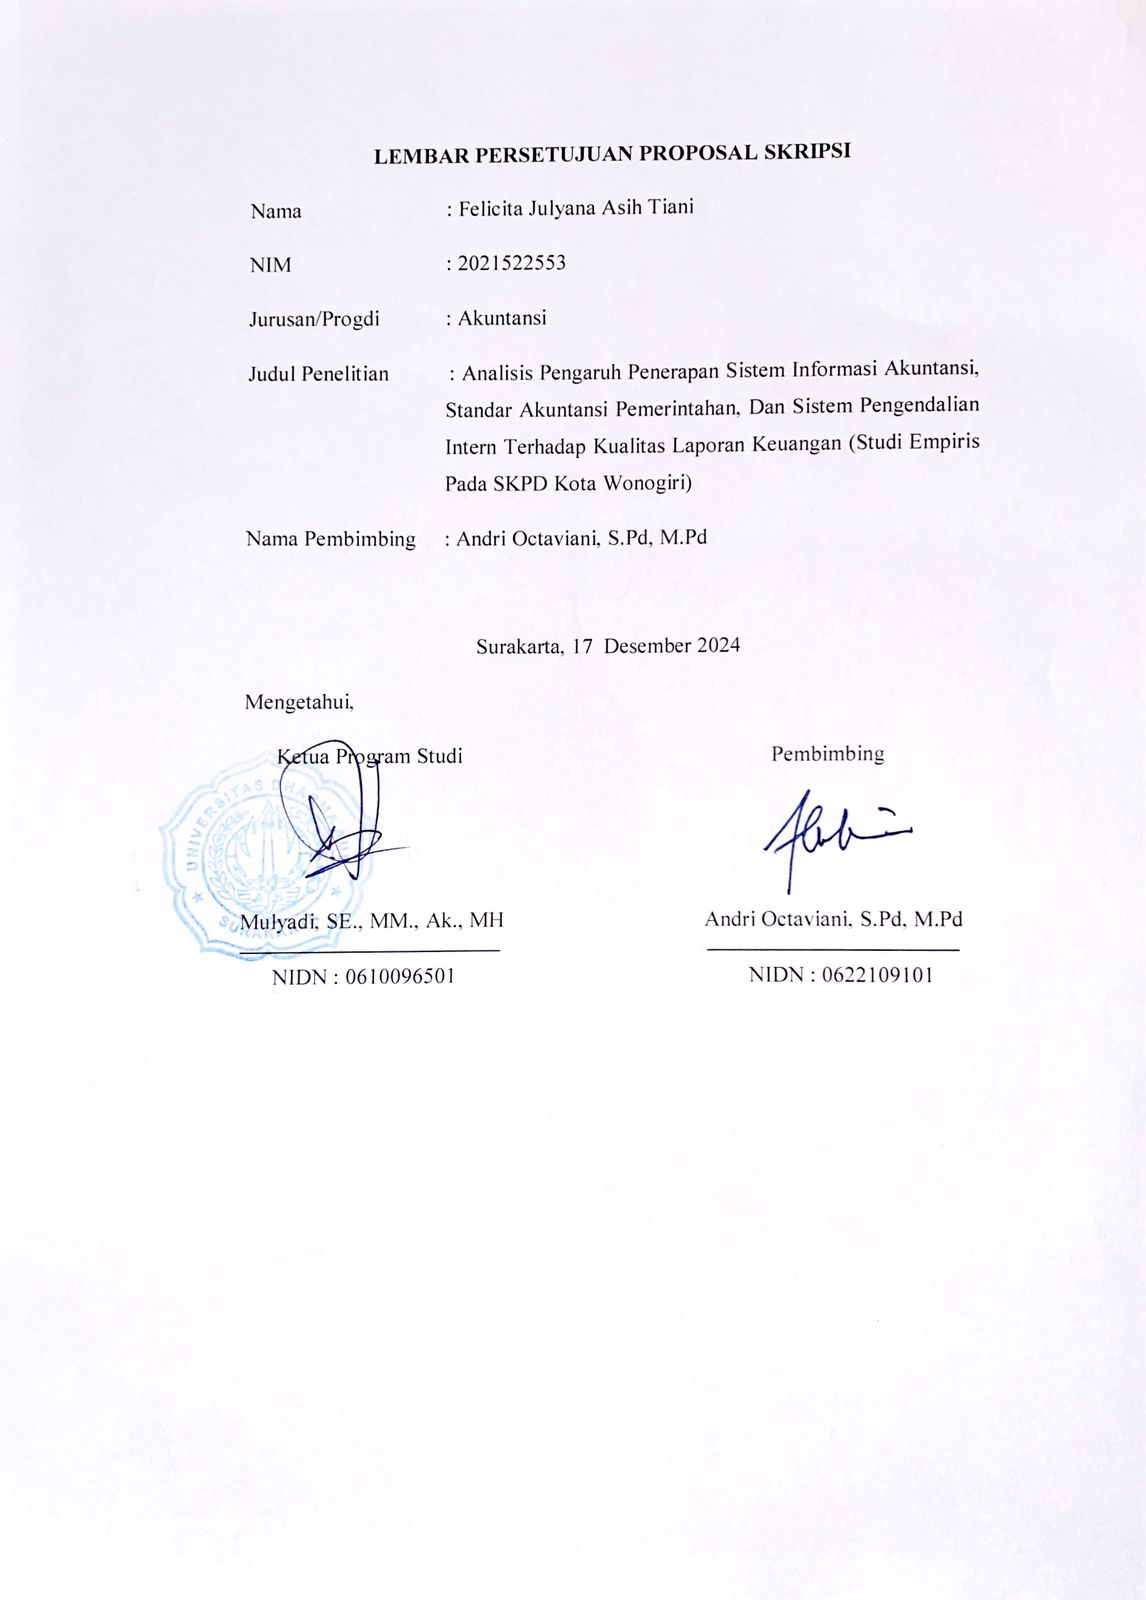 LEMBAR PERSETUJUAN PROPOSAL SKRIPSI
Nama : Felicita Julyana Asih Tiani
NIM : 2021522553
Jurusan/Progdi : Akuntansi
Judul Penelitian : Analisis Pengaruh Penerapan Sistem Informasi Akuntansi,
Standar Akuntansi Pemerintahan, Dan Sistem Pengendalian
Intern Terhadap Kualitas Laporan Keuangan (Studi Empiris
Pada SKPD Kota Wonogiri)
Nama Pembimbing : Andri Octaviani, S.Pd, M.Pd
Surakarta, 17 Desember 2024
Mengetahui,
Ketua Program Studi Pembimbing
UNIVERSITAS
SURAKARTA
Mulyadi, SE., MM., Ak., MH Andri Octaviani, S.Pd, M.Pd
NIDN : 0610096501 NIDN : 0622109101